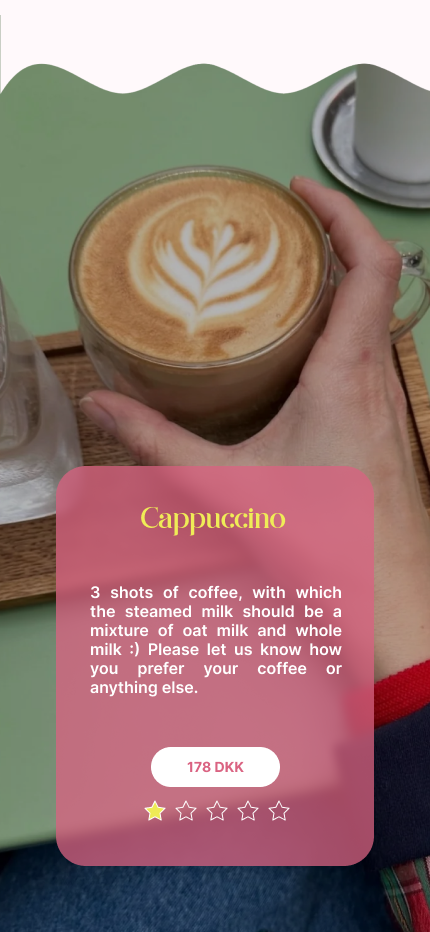 Cappuccino
3 shots of coffee, with which
the steamed milk should be a
mixture of oat milk and whole
milk :) Please let us know how
you prefer your coffee or
anything else.
178 DKK